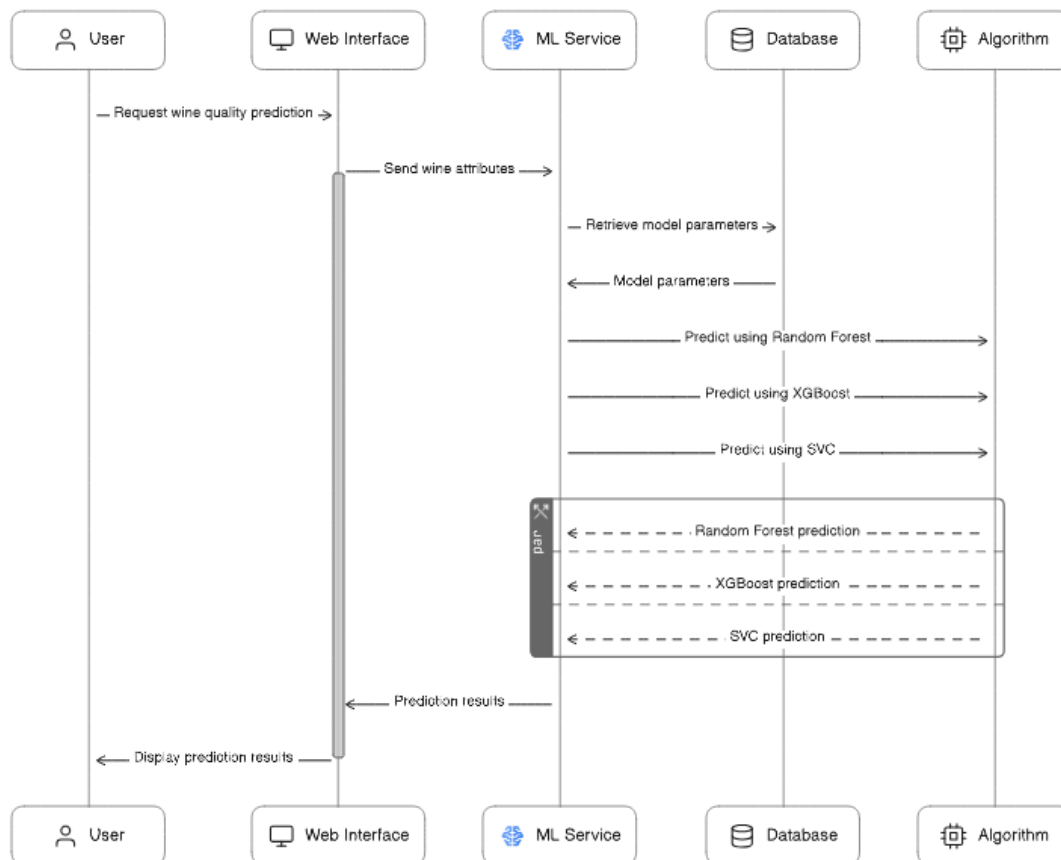 User
Web Interface
ML Service
Database
Algorithm
Request wine quality prediction
Send wine attributes
Retrieve model parameters
Model parameters
Predict using Random Forest
Predict using XGBoost
Predict using SVC
par
Random Forest prediction
XGBoost prediction
SVC prediction
Prediction results
Display prediction results
User
Web Interface
ML Service
Database
Algorithm